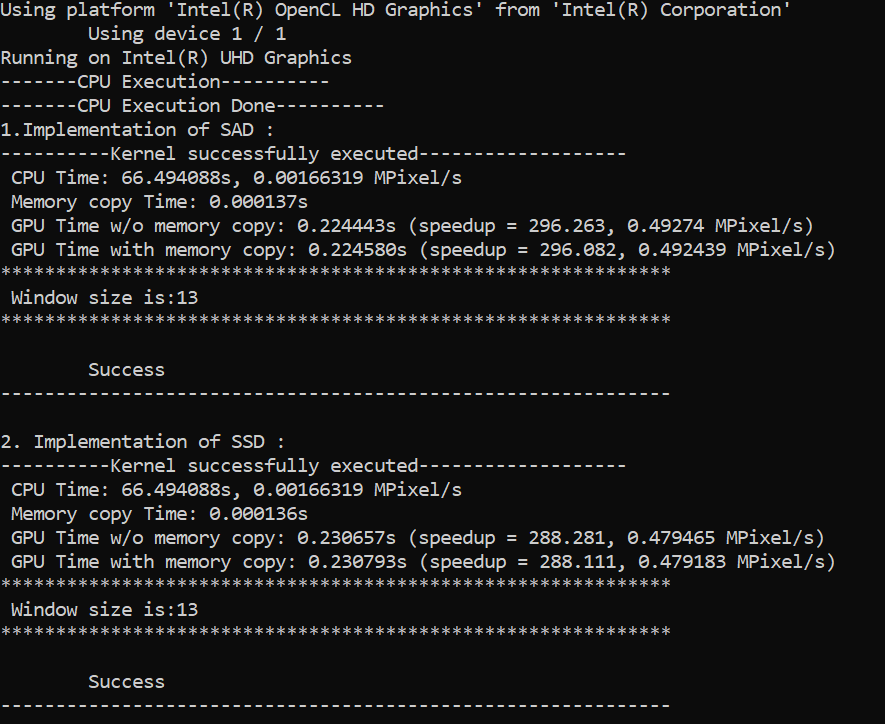 Using platform 'Intel(R) OpenCL HD Graphics' from 'Intel(R) Corporation'
        Using device 1 / 1
Running on Intel(R) UHD Graphics
-------CPU Execution----------
-------CPU Execution Done----------
1.Implementation of SAD :
----------Kernel successfully executed-------------------
 CPU Time: 66.494088s, 0.00166319 MPixel/s
 Memory copy Time: 0.000137s
 GPU Time w/o memory copy: 0.224443s (speedup = 296.263, 0.49274 MPixel/s)
 GPU Time with memory copy: 0.224580s (speedup = 296.082, 0.492439 MPixel/s)
*************************************************************
 Window size is:13
*************************************************************
        Success
-------------------------------------------------------------
2. Implementation of SSD :
----------Kernel successfully executed-------------------
 CPU Time: 66.494088s, 0.00166319 MPixel/s
 Memory copy Time: 0.000136s
 GPU Time w/o memory copy: 0.230657s (speedup = 288.281, 0.479465 MPixel/s)
 GPU Time with memory copy: 0.230793s (speedup = 288.111, 0.479183 MPixel/s)
*************************************************************
 Window size is:13
*************************************************************
        Success
-------------------------------------------------------------